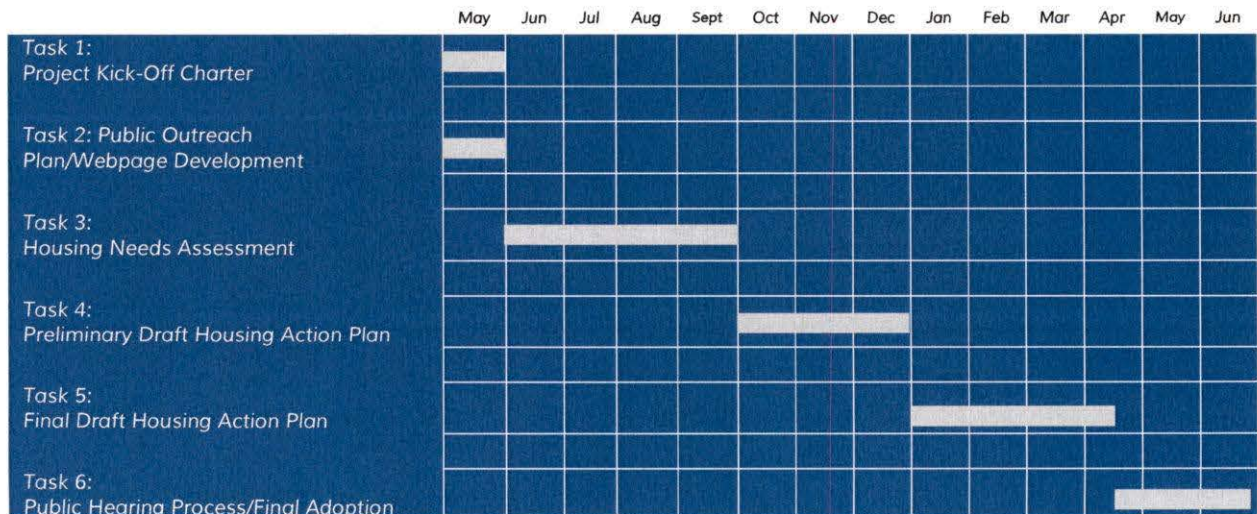 May Jun Jul Aug Sept Oct Nov Dec Jan Feb Mar Apr May Jun
Task 1:
Project Kick-Off Charter
Task 2: Public Outreach
Plan/Webpage Development
Task 3:
Housing Needs Assessment
Task 4:
Preliminary Draft Housing Action Plan
Task 5:
Final Draft Housing Action Plan
Task 6:
Public Hearing Process/Final Adoption